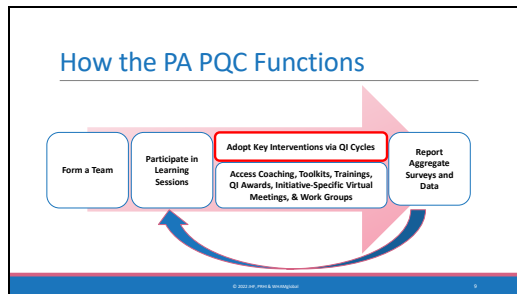 How the PA PQC Functions
Form a Team
Participate in
Learning
Sessions
Adopt Key Interventions via QI Cycles
Access Coaching, Toolkits, Trainings,
QI Awards, Initiative-Specific Virtual
Meetings, & Work Groups
Report
Aggregate
Surveys and
Data